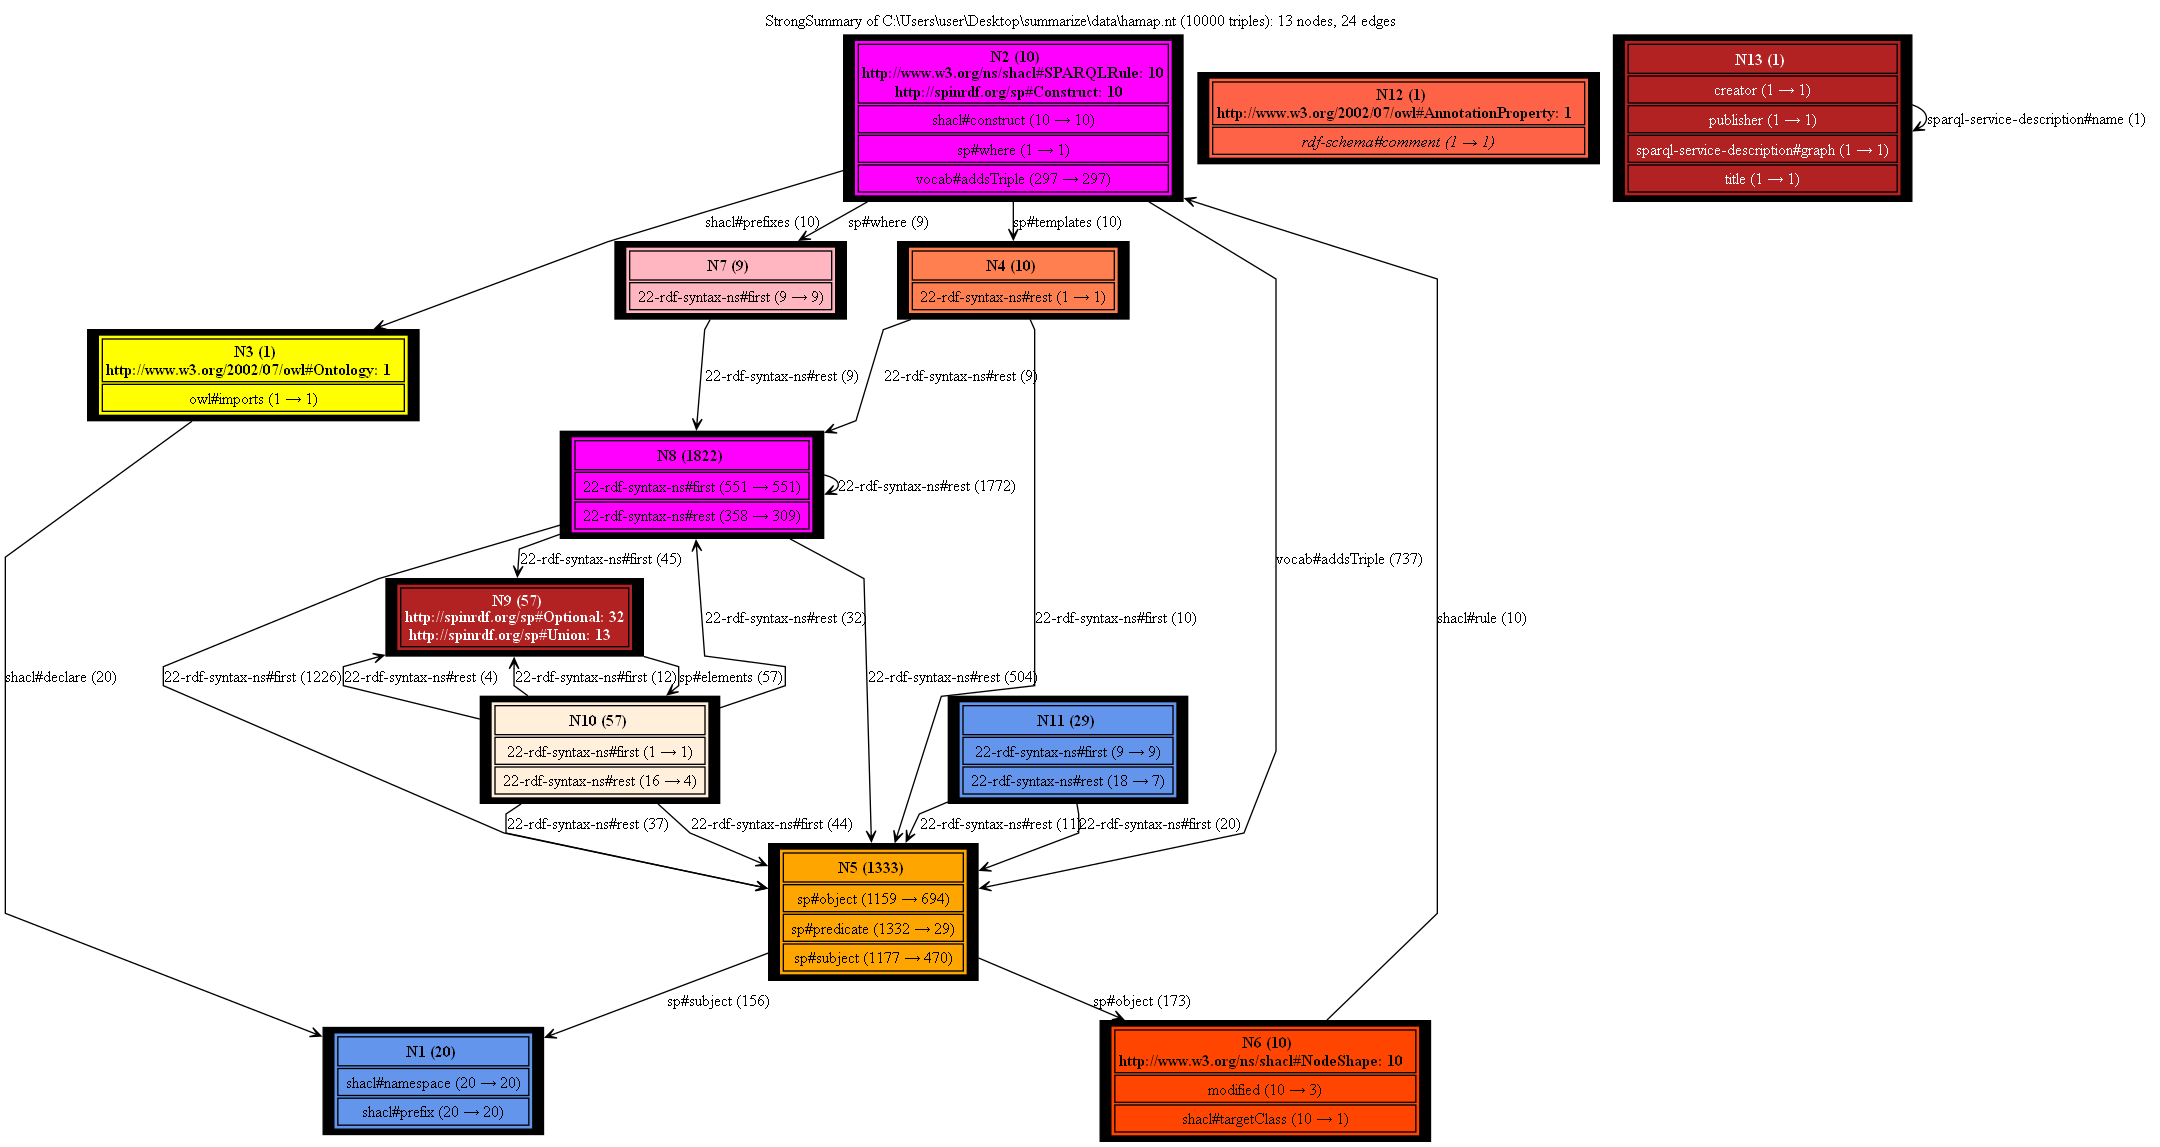 StrongSummary of C:\Users\user\Desktop\summarize\data\hamap.nt (10000 triples): 13 nodes, 24 edges
N2 (10)
http://www.w3.org/ns/shacl#SPARQLRule: 10
http://spinrdf.org/sp#Construct: 10
shacl#construct (10 → 10)
sp#where (1 → 1)
vocab#addsTriple (297 → 297)
N12 (1)
http://www.w3.org/2002/07/owl#AnnotationProperty: 1
rdf-schema#comment (1 → 1)
N13 (1)
creator (1 → 1)
publisher (1 → 1)
sparql-service-description#graph (1 → 1)
title (1 → 1)
sparql-service-description#name (1)
shacl#prefixes (10)
sp#where (9)
sp#templates (10)
N7 (9)
22-rdf-syntax-ns#first (9 → 9)
N4 (10)
22-rdf-syntax-ns#rest (1 → 1)
N3 (1)
http://www.w3.org/2002/07/owl#Ontology: 1
owl#imports (1 → 1)
22-rdf-syntax-ns#rest (9)
22-rdf-syntax-ns#rest (9)
N8 (1822)
22-rdf-syntax-ns#first (551 → 551)
22-rdf-syntax-ns#rest (358 → 309)
22-rdf-syntax-ns#rest (1772)
22-rdf-syntax-ns#first (45)
vocab#addsTriple (737)
N9 (57)
http://spinrdf.org/sp#Optional: 32
http://spinrdf.org/sp#Union: 13
22-rdf-syntax-ns#rest (32)
22-rdf-syntax-ns#first (10)
shacl#rule (10)
shacl#declare (20)
22-rdf-syntax-ns#first (1226)
22-rdf-syntax-ns#rest (4)
22-rdf-syntax-ns#first (12)
sp#elements (57)
22-rdf-syntax-ns#rest (504)
N10 (57)
22-rdf-syntax-ns#first (1 → 1)
22-rdf-syntax-ns#rest (16 → 4)
N11 (29)
22-rdf-syntax-ns#first (9 → 9)
22-rdf-syntax-ns#rest (18 → 7)
22-rdf-syntax-ns#rest (37)
22-rdf-syntax-ns#first (44)
22-rdf-syntax-ns#rest (11)
22-rdf-syntax-ns#first (20)
N5 (1333)
sp#object (1159 → 694)
sp#predicate (1332 → 29)
sp#subject (1177 → 470)
sp#subject (156)
sp#object (173)
N1 (20)
shacl#namespace (20 → 20)
shacl#prefix (20 → 20)
N6 (10)
http://www.w3.org/ns/shacl#NodeShape: 10
modified (10 → 3)
shacl#targetClass (10 → 1)